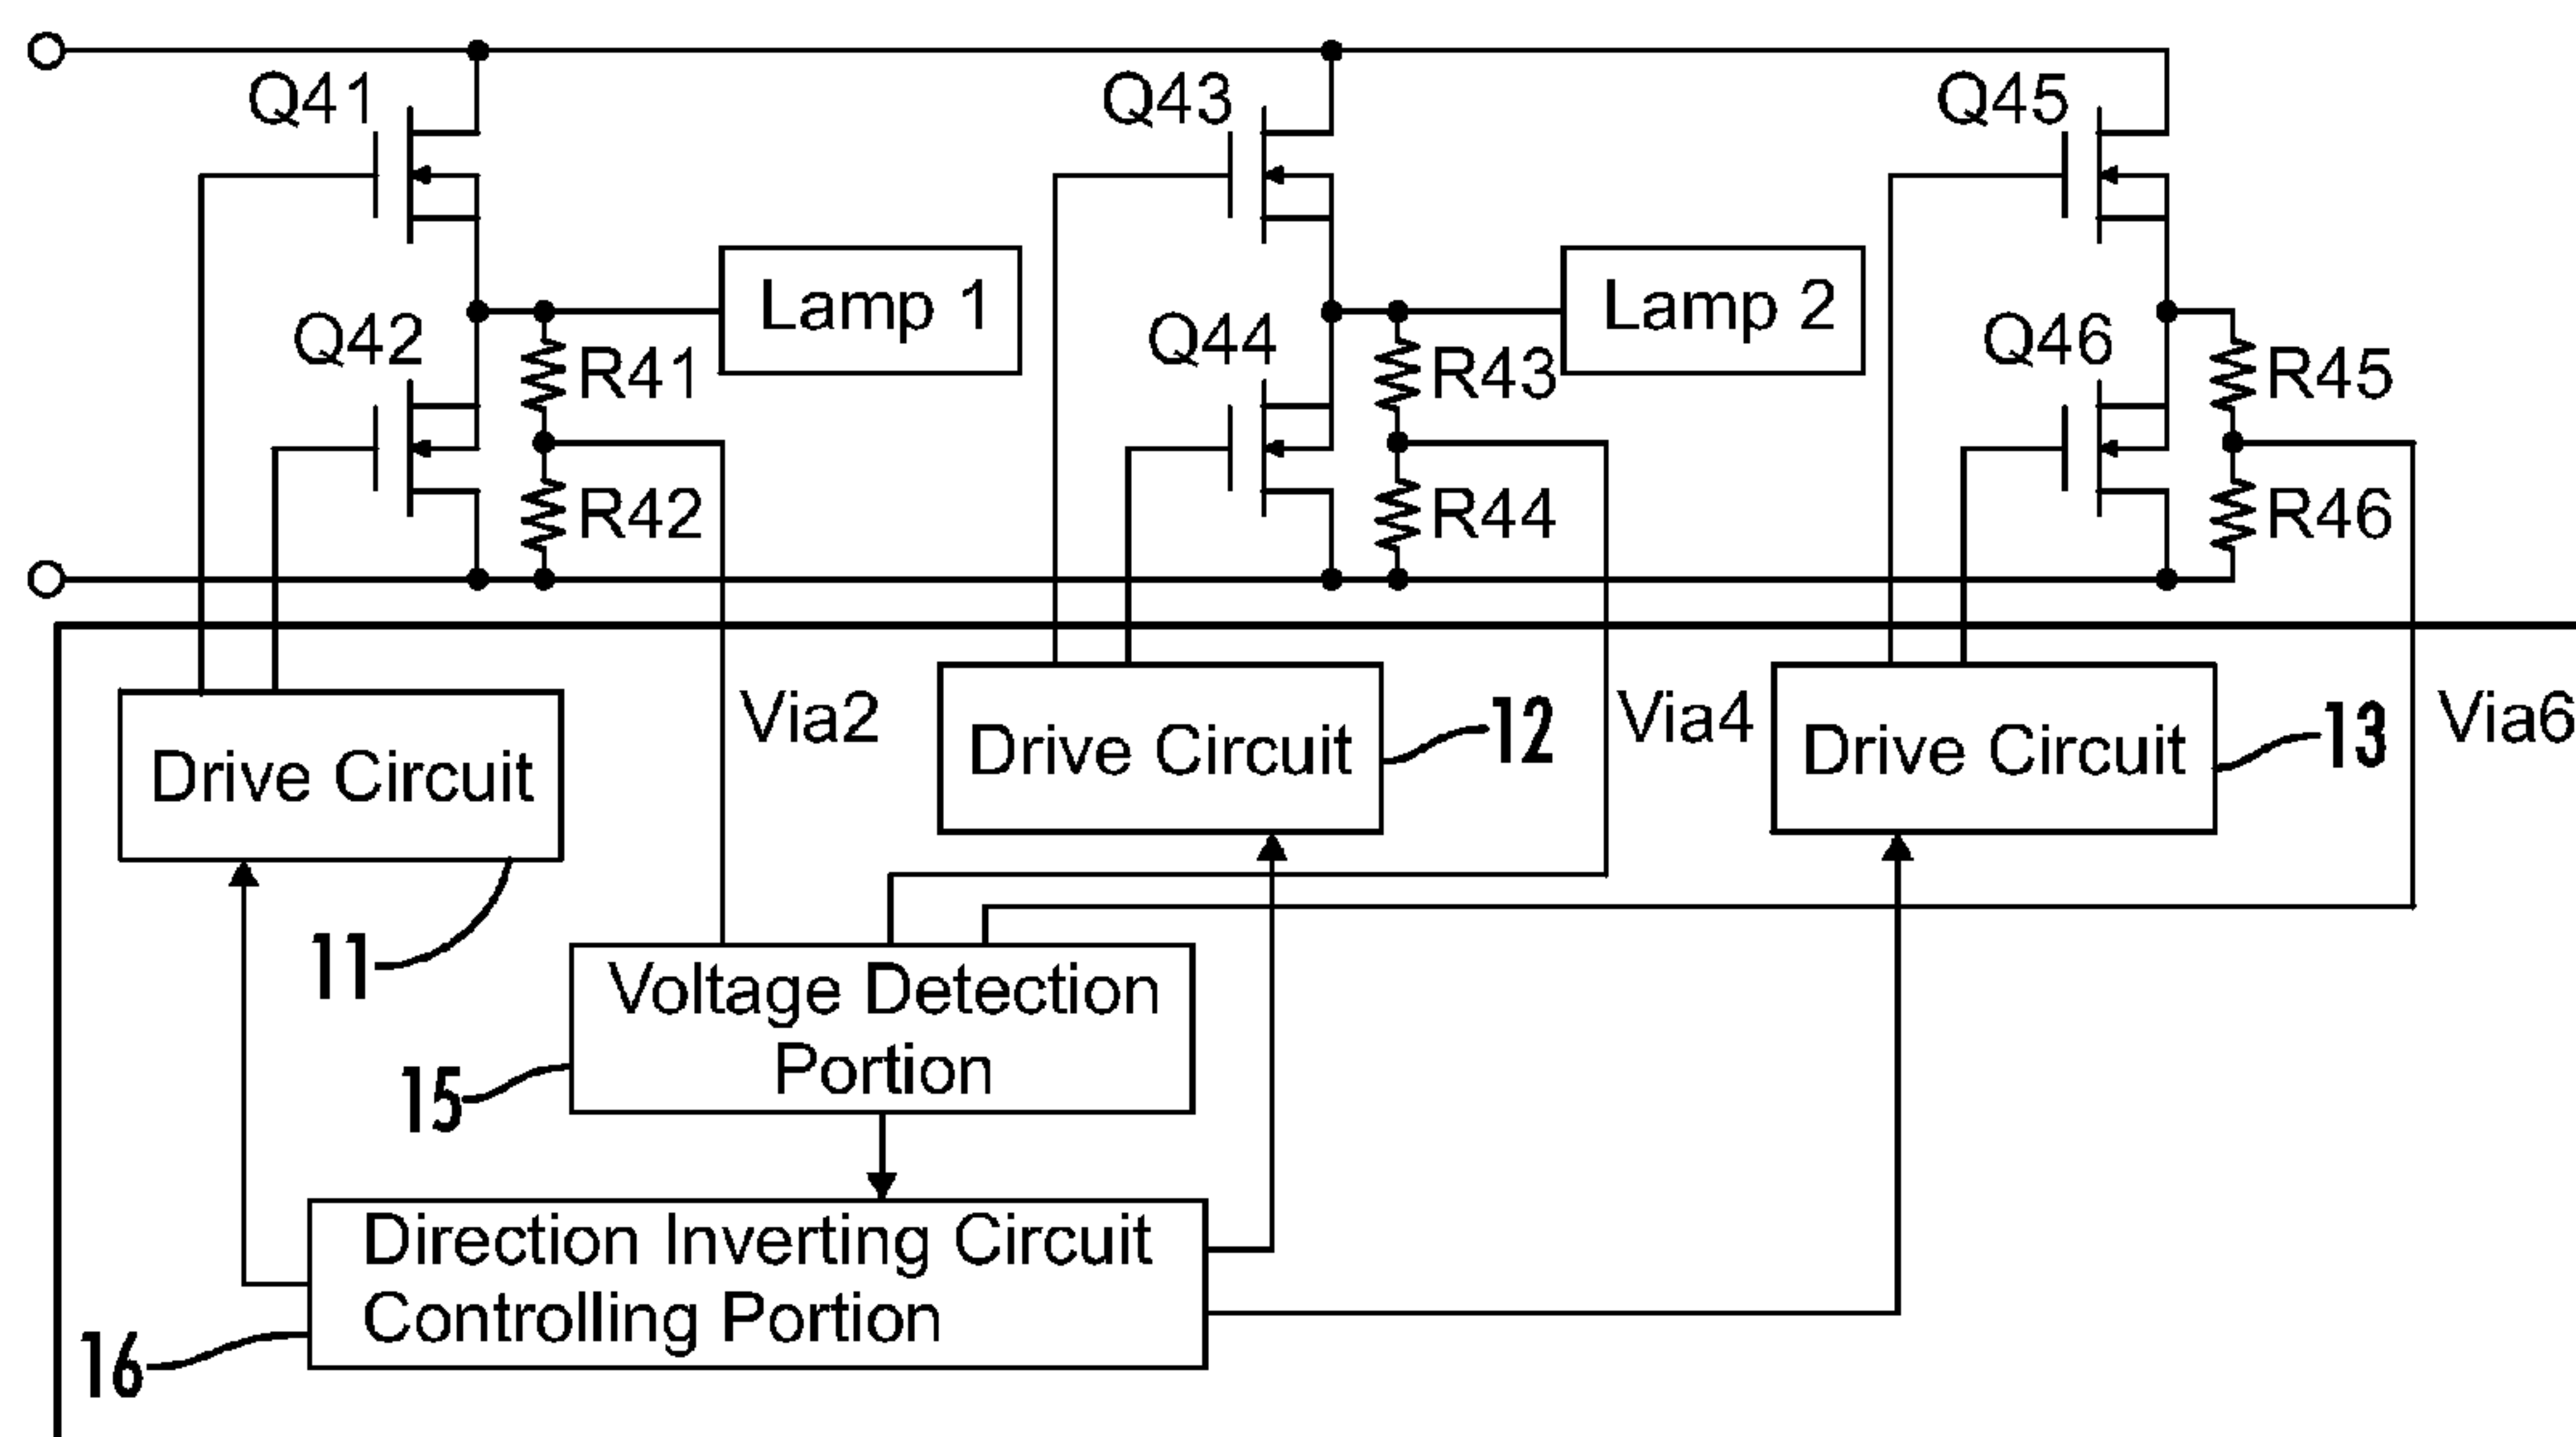 Q41
Q43
Q45
Lamp 1
Lamp 2
Q42
Q44
Q46
R41
R43
R45
R42
R44
R46
Via2
12
Via4
13
Via6
Drive Circuit
Drive Circuit
Drive Circuit
11
Voltage Detection
Portion
15
Direction Inverting Circuit
Controlling Portion
16